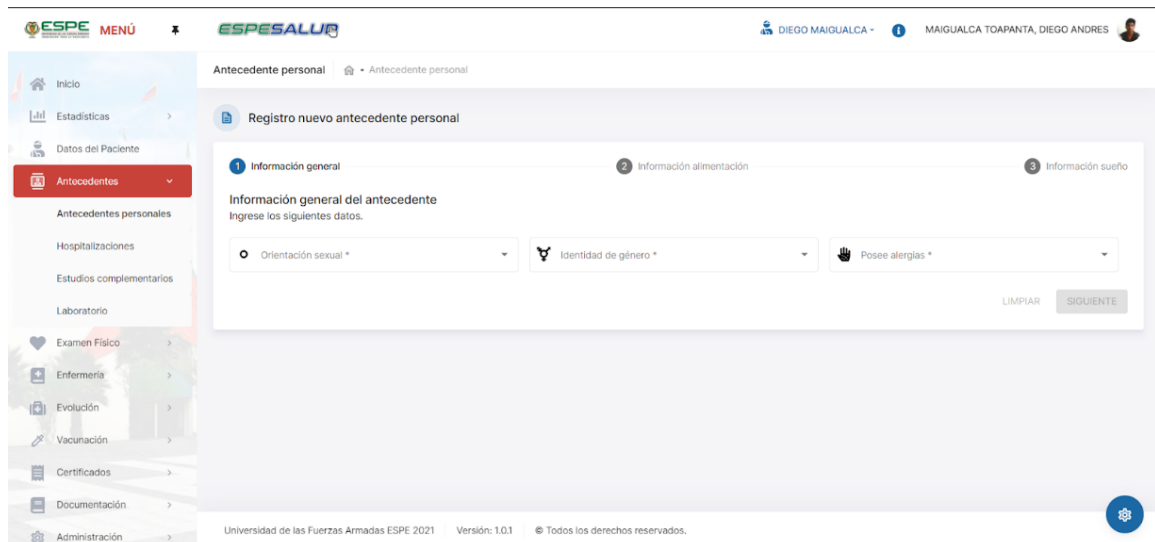 ESPE MENÚ
ESPESALUD
DIEGO MAIGUALCA
MAIGUALCA TOAPANTA, DIEGO ANDRES
Inicio
Estadísticas
Datos del Paciente
Antecedentes
Antecedentes personales
Hospitalizaciones
Estudios complementarios
Laboratorio
Examen Físico
Enfermería
Evolución
Vacunación
Certificados
Documentación
Administración
Antecedente personal
Antecedente personal
Registro nuevo antecedente personal
1 Información general
2 Información alimentación
3 Información sueño
Información general del antecedente
Ingrese los siguientes datos.
Orientación sexual *
Identidad de género *
Posee alergias *
LIMPIAR
SIGUIENTE
Universidad de las Fuerzas Armadas ESPE 2021
Versión: 1.0.1
© Todos los derechos reservados.